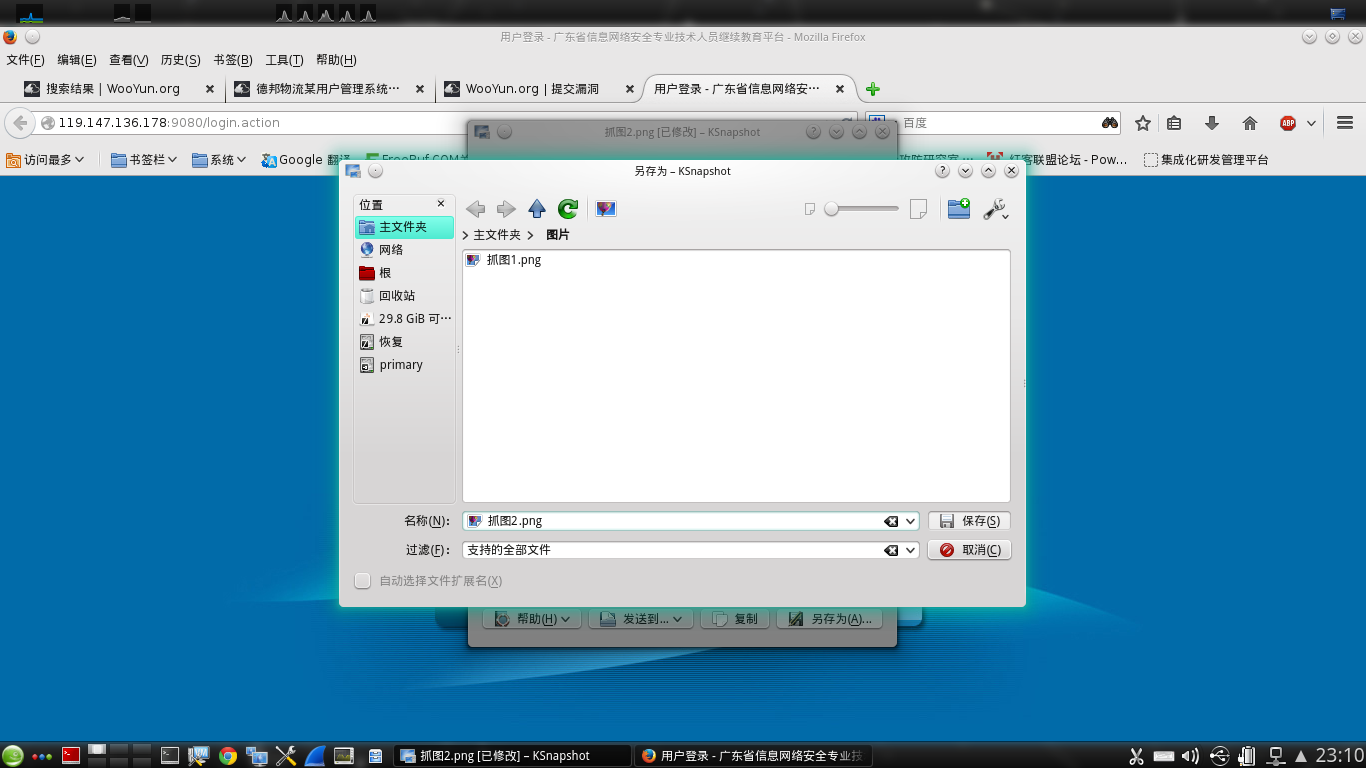 用户登录 - 广东省信息网络安全专业技术人员继续教育平台 - Mozilla Firefox
文件(F) 编辑(E) 查看(V) 历史(S) 书签(B) 工具(T) 帮助(H)
搜索结果 | WooYun.org 德邦物流某用户管理系统… WooYun.org | 提交漏洞 用户登录 - 广东省信息网络安…
119.147.136.178:9080/login.action 百度 ABP
抓图2.png [已修改] – KSnapshot
访问最多 书签栏 系统 Google 翻译 FreeBuf.COM 攻防研究室… 红客联盟论坛 - Pow… 集成化研发管理平台
另存为 – KSnapshot
位置
主文件夹
网络
根
回收站
29.8 GiB 可…
恢复
primary
主文件夹 图片
抓图1.png
名称(N): 抓图2.png 保存(S)
过滤(F): 支持的全部文件 取消(C)
自动选择文件扩展名(X)
帮助(H) 发送到... 复制 另存为(A)...
抓图2.png [已修改] – KSnapshot 用户登录 - 广东省信息网络安全专业技
23:10